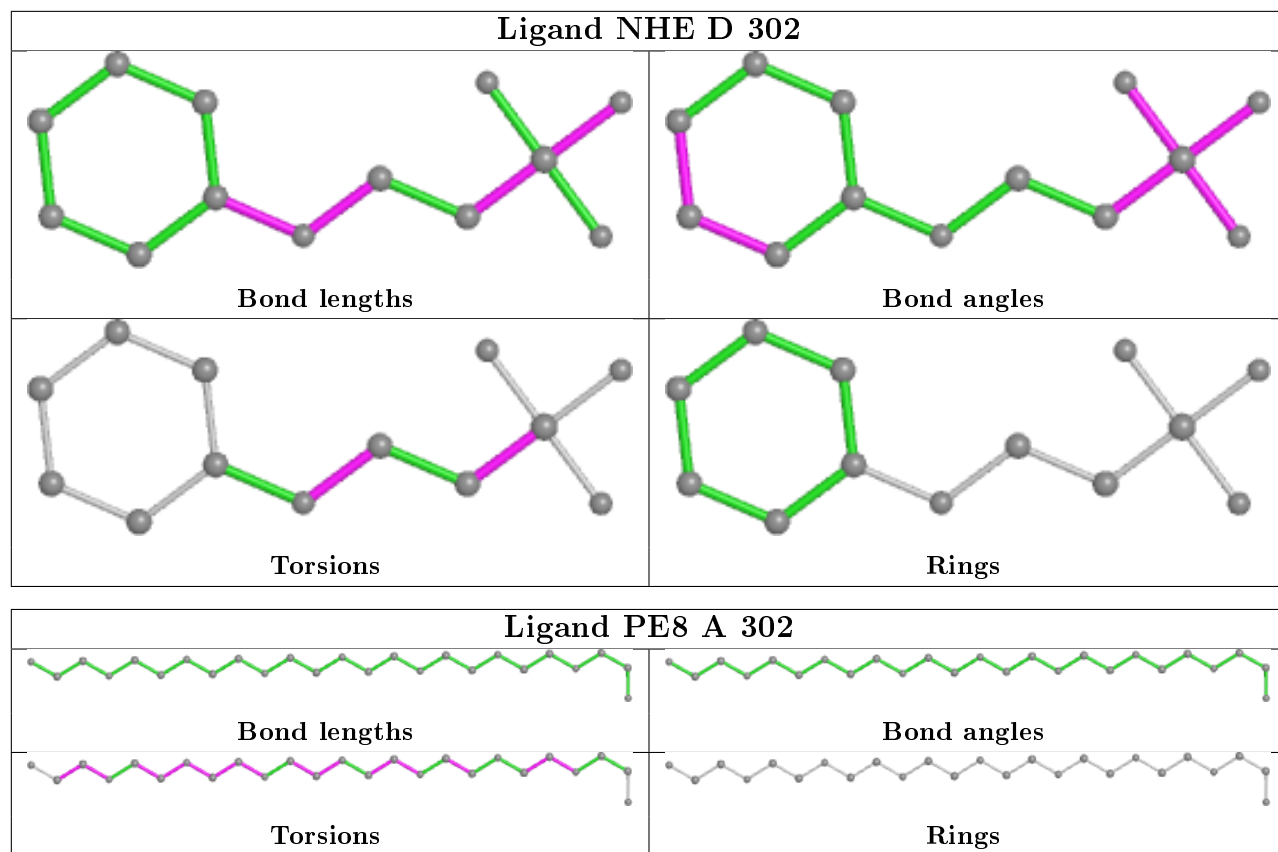 Ligand NHE D 302
Bond lengths
Bond angles
Torsions
Rings
Ligand PE8 A 302
Bond lengths
Bond angles
Torsions
Rings